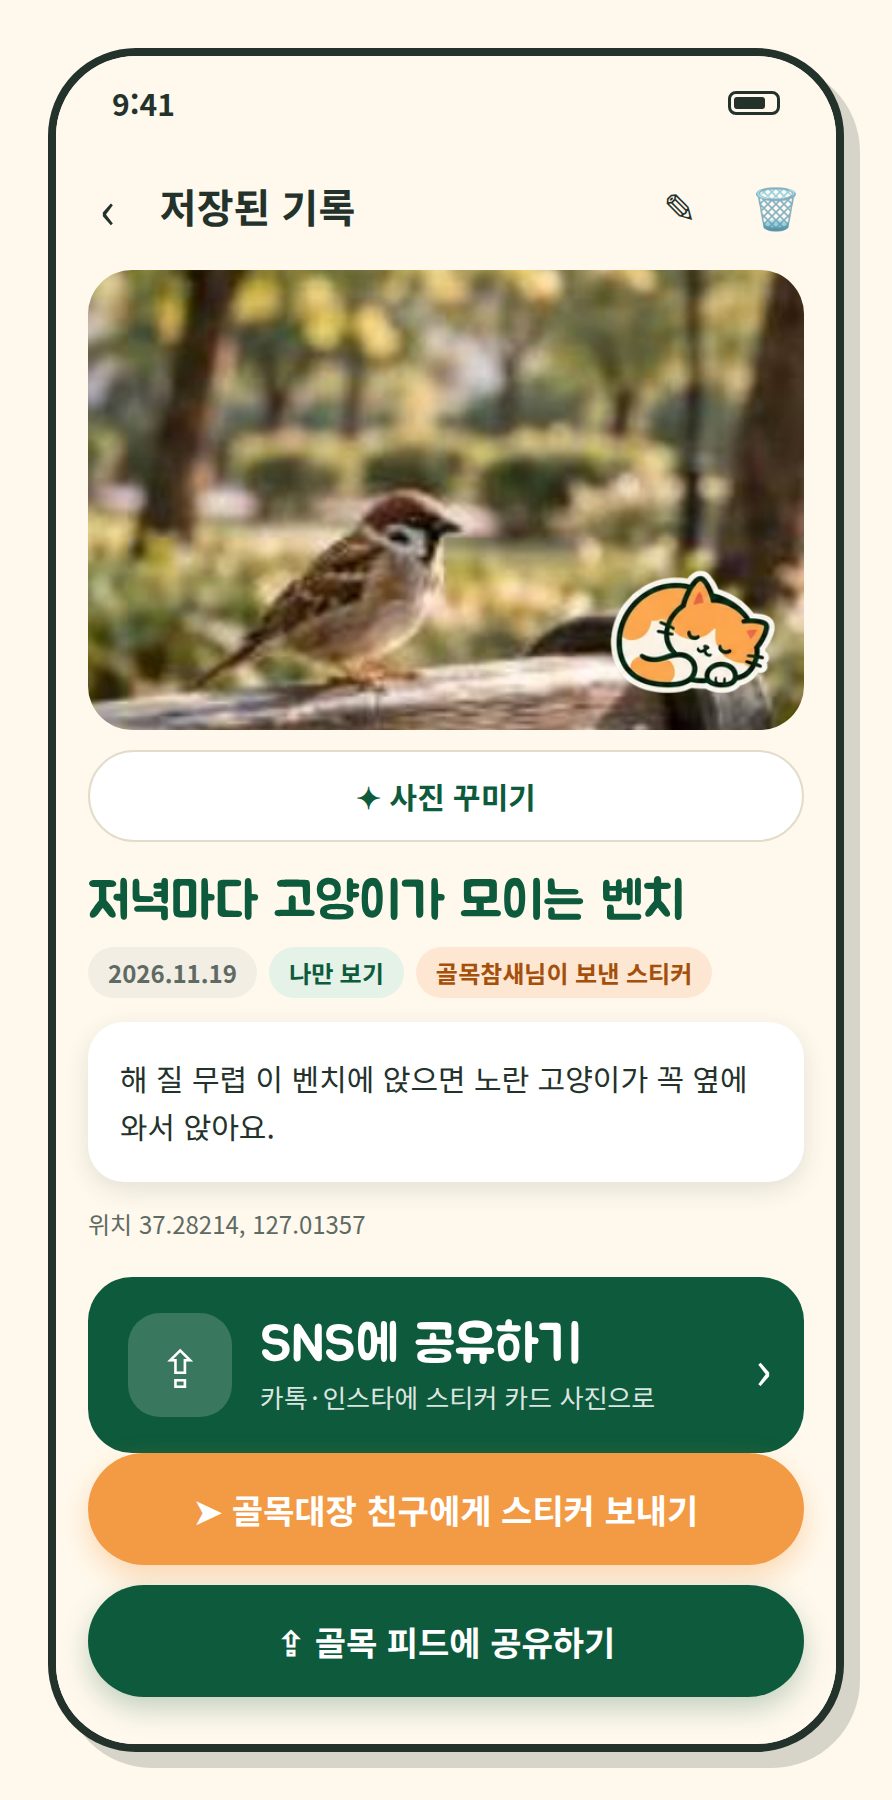 9:41
‹ 저장된 기록 ✎ 🗑️
✦ 사진 꾸미기
저녁마다 고양이가 모이는 벤치
2026.11.19 나만 보기 골목참새님이 보낸 스티커
해 질 무렵 이 벤치에 앉으면 노란 고양이가 꼭 옆에
와서 앉아요.
위치 37.28214, 127.01357
⇪ SNS에 공유하기 ›
카톡·인스타에 스티커 카드 사진으로
➤ 골목대장 친구에게 스티커 보내기
⇪ 골목 피드에 공유하기